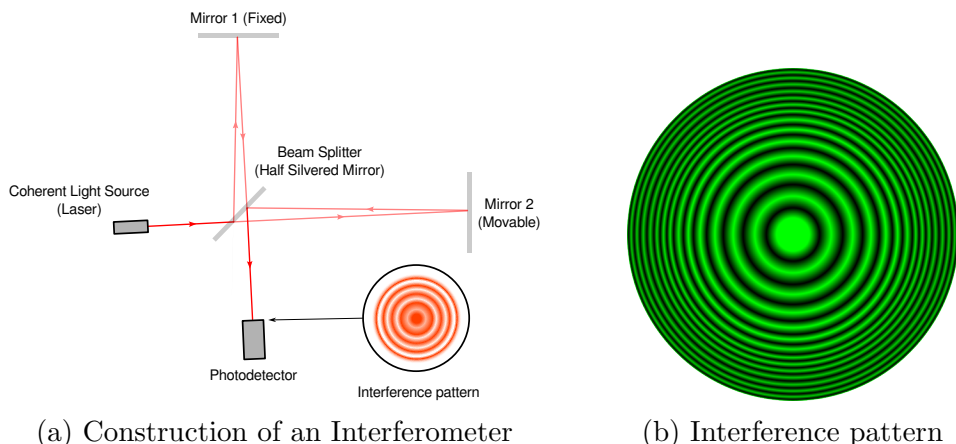 Mirror 1 (Fixed)
Beam Splitter
(Half Silvered Mirror)
Coherent Light Source
(Laser)
Mirror 2
(Movable)
Photodetector
Interference pattern
(a) Construction of an Interferometer
(b) Interference pattern